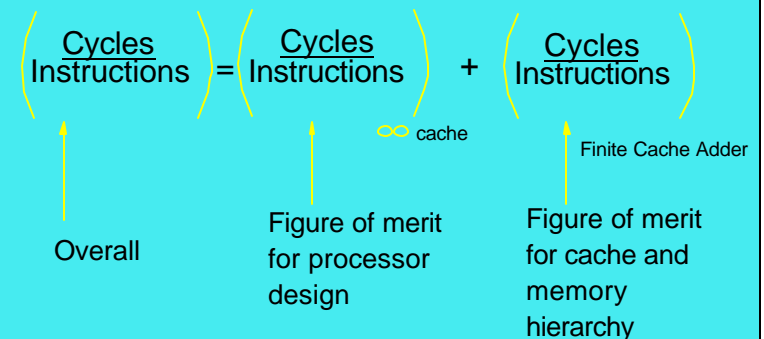 Cycles
Instructions
=
Cycles
Instructions
∞ cache
+
Cycles
Instructions
Finite Cache Adder
Overall
Figure of merit
for processor
design
Figure of merit
for cache and
memory
hierarchy